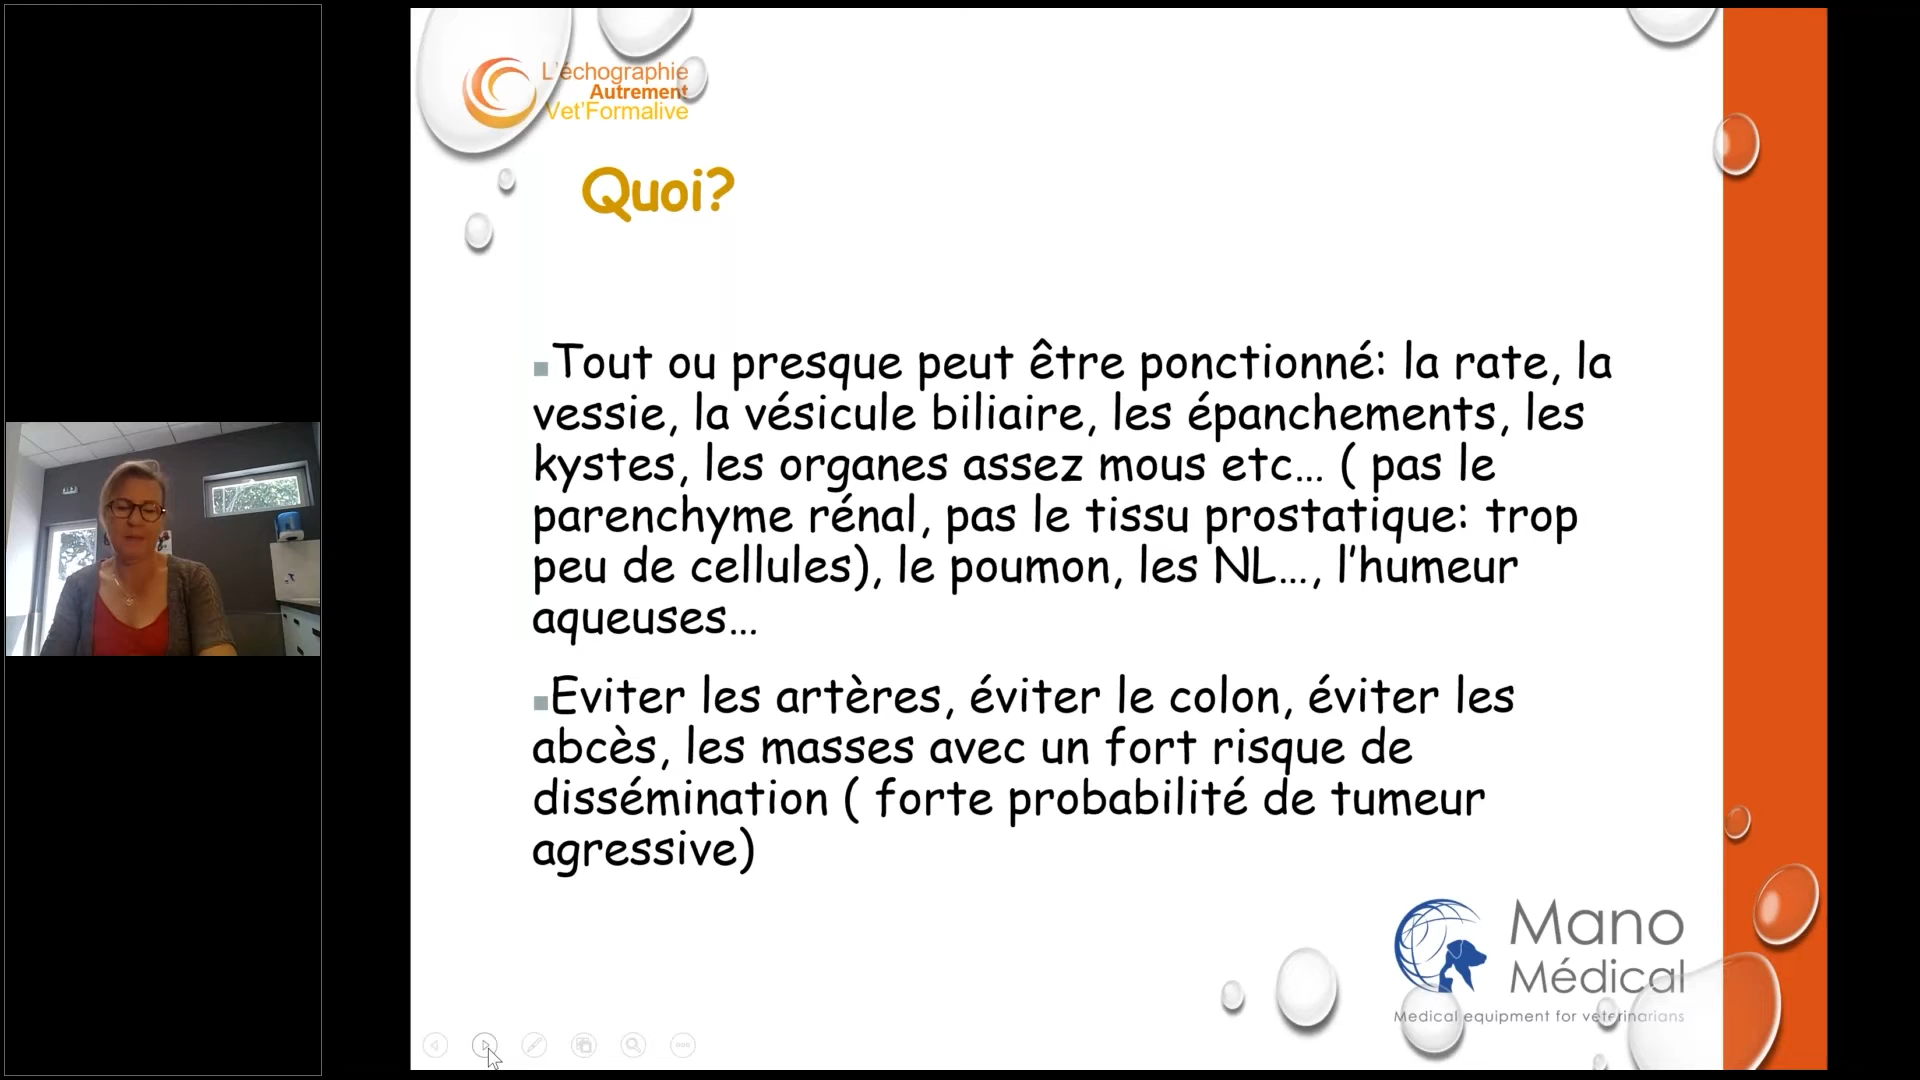 L'échographie
Autrement
Vet'Formalive
Quoi?
Tout ou presque peut être ponctionné: la rate, la
vessie, la vésicule biliaire, les épanchements, les
kystes, les organes assez mous etc... ( pas le
parenchyme rénal, pas le tissu prostatique: trop
peu de cellules), le poumon, les NL..., l'humeur
aqueuses...
Eviter les artères, éviter le colon, éviter les
abcès, les masses avec un fort risque de
dissémination ( forte probabilité de tumeur
agressive)
Mano
Médical
Medical equipment for veterinarians